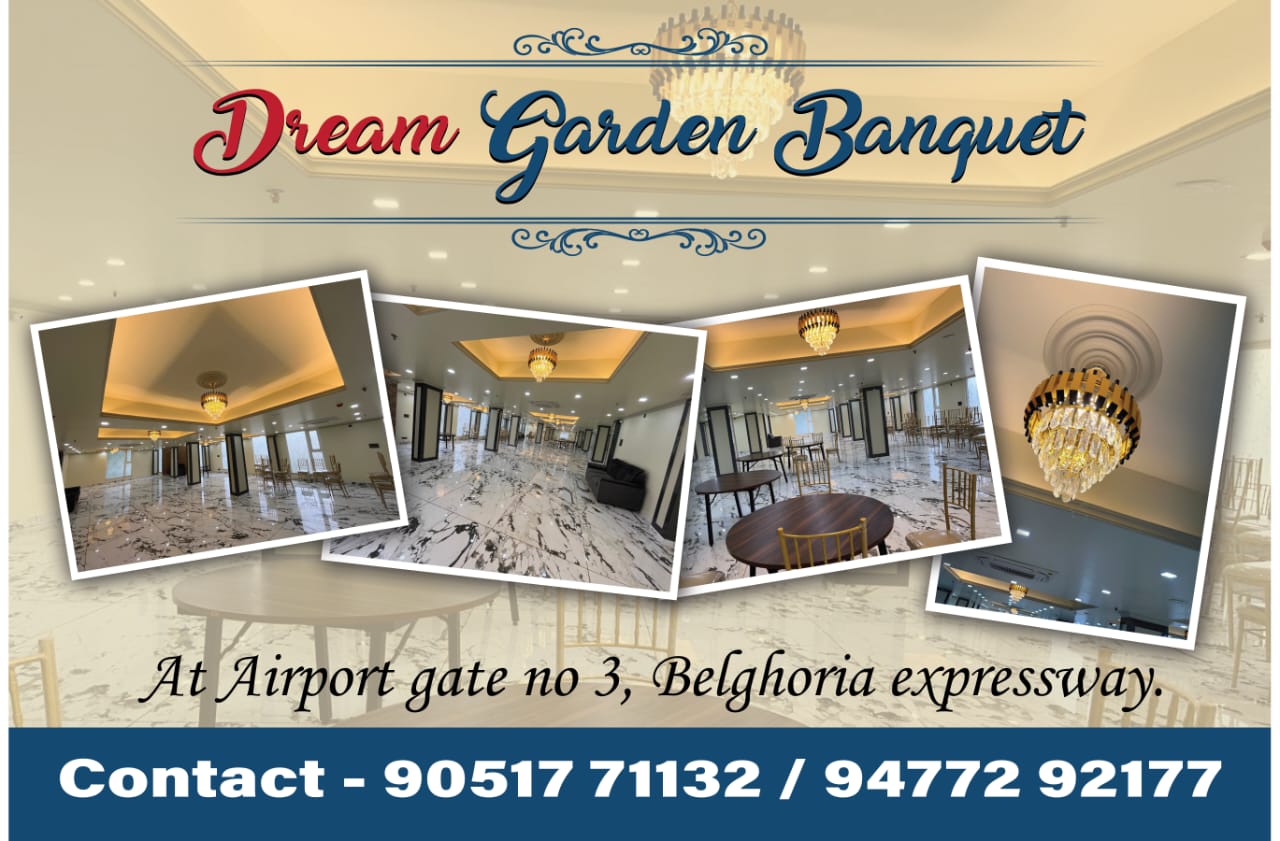 Dream Garden Banquet
At Airport gate no 3, Belghoria expressway.
Contact - 90517 71132 / 94772 92177